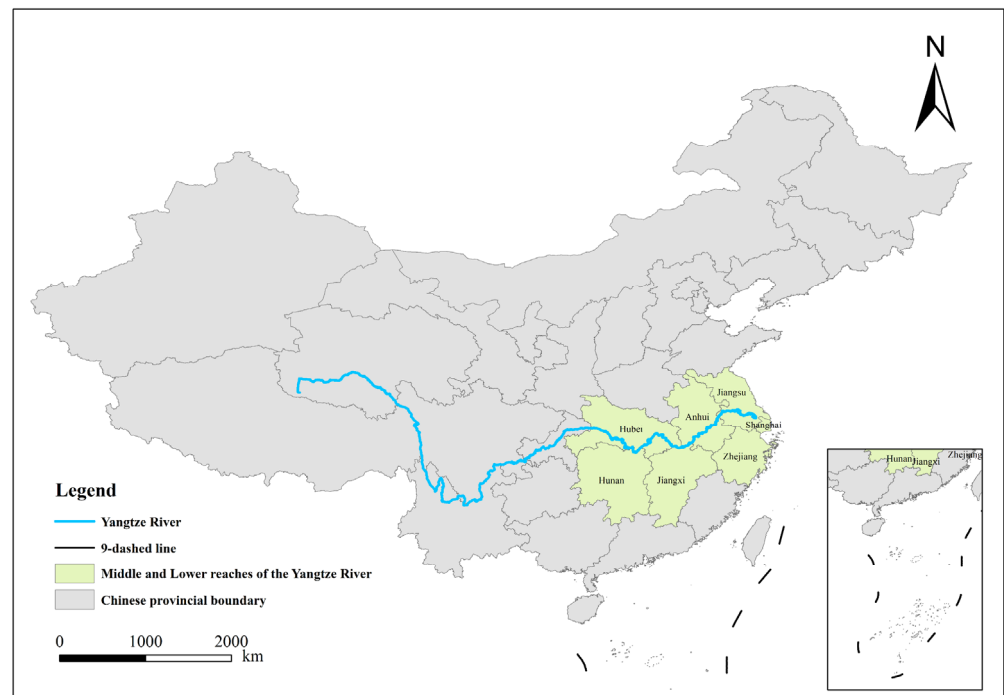 N
Jiangsu
Anhui
Shanghai
Hubei
Zhejiang
Hunan
Jiangxi
Legend
Yangtze River
9-dashed line
Middle and Lower reaches of the Yangtze River
Chinese provincial boundary
0 1000 2000
km
Hunan
Jiangxi
Zhejiang